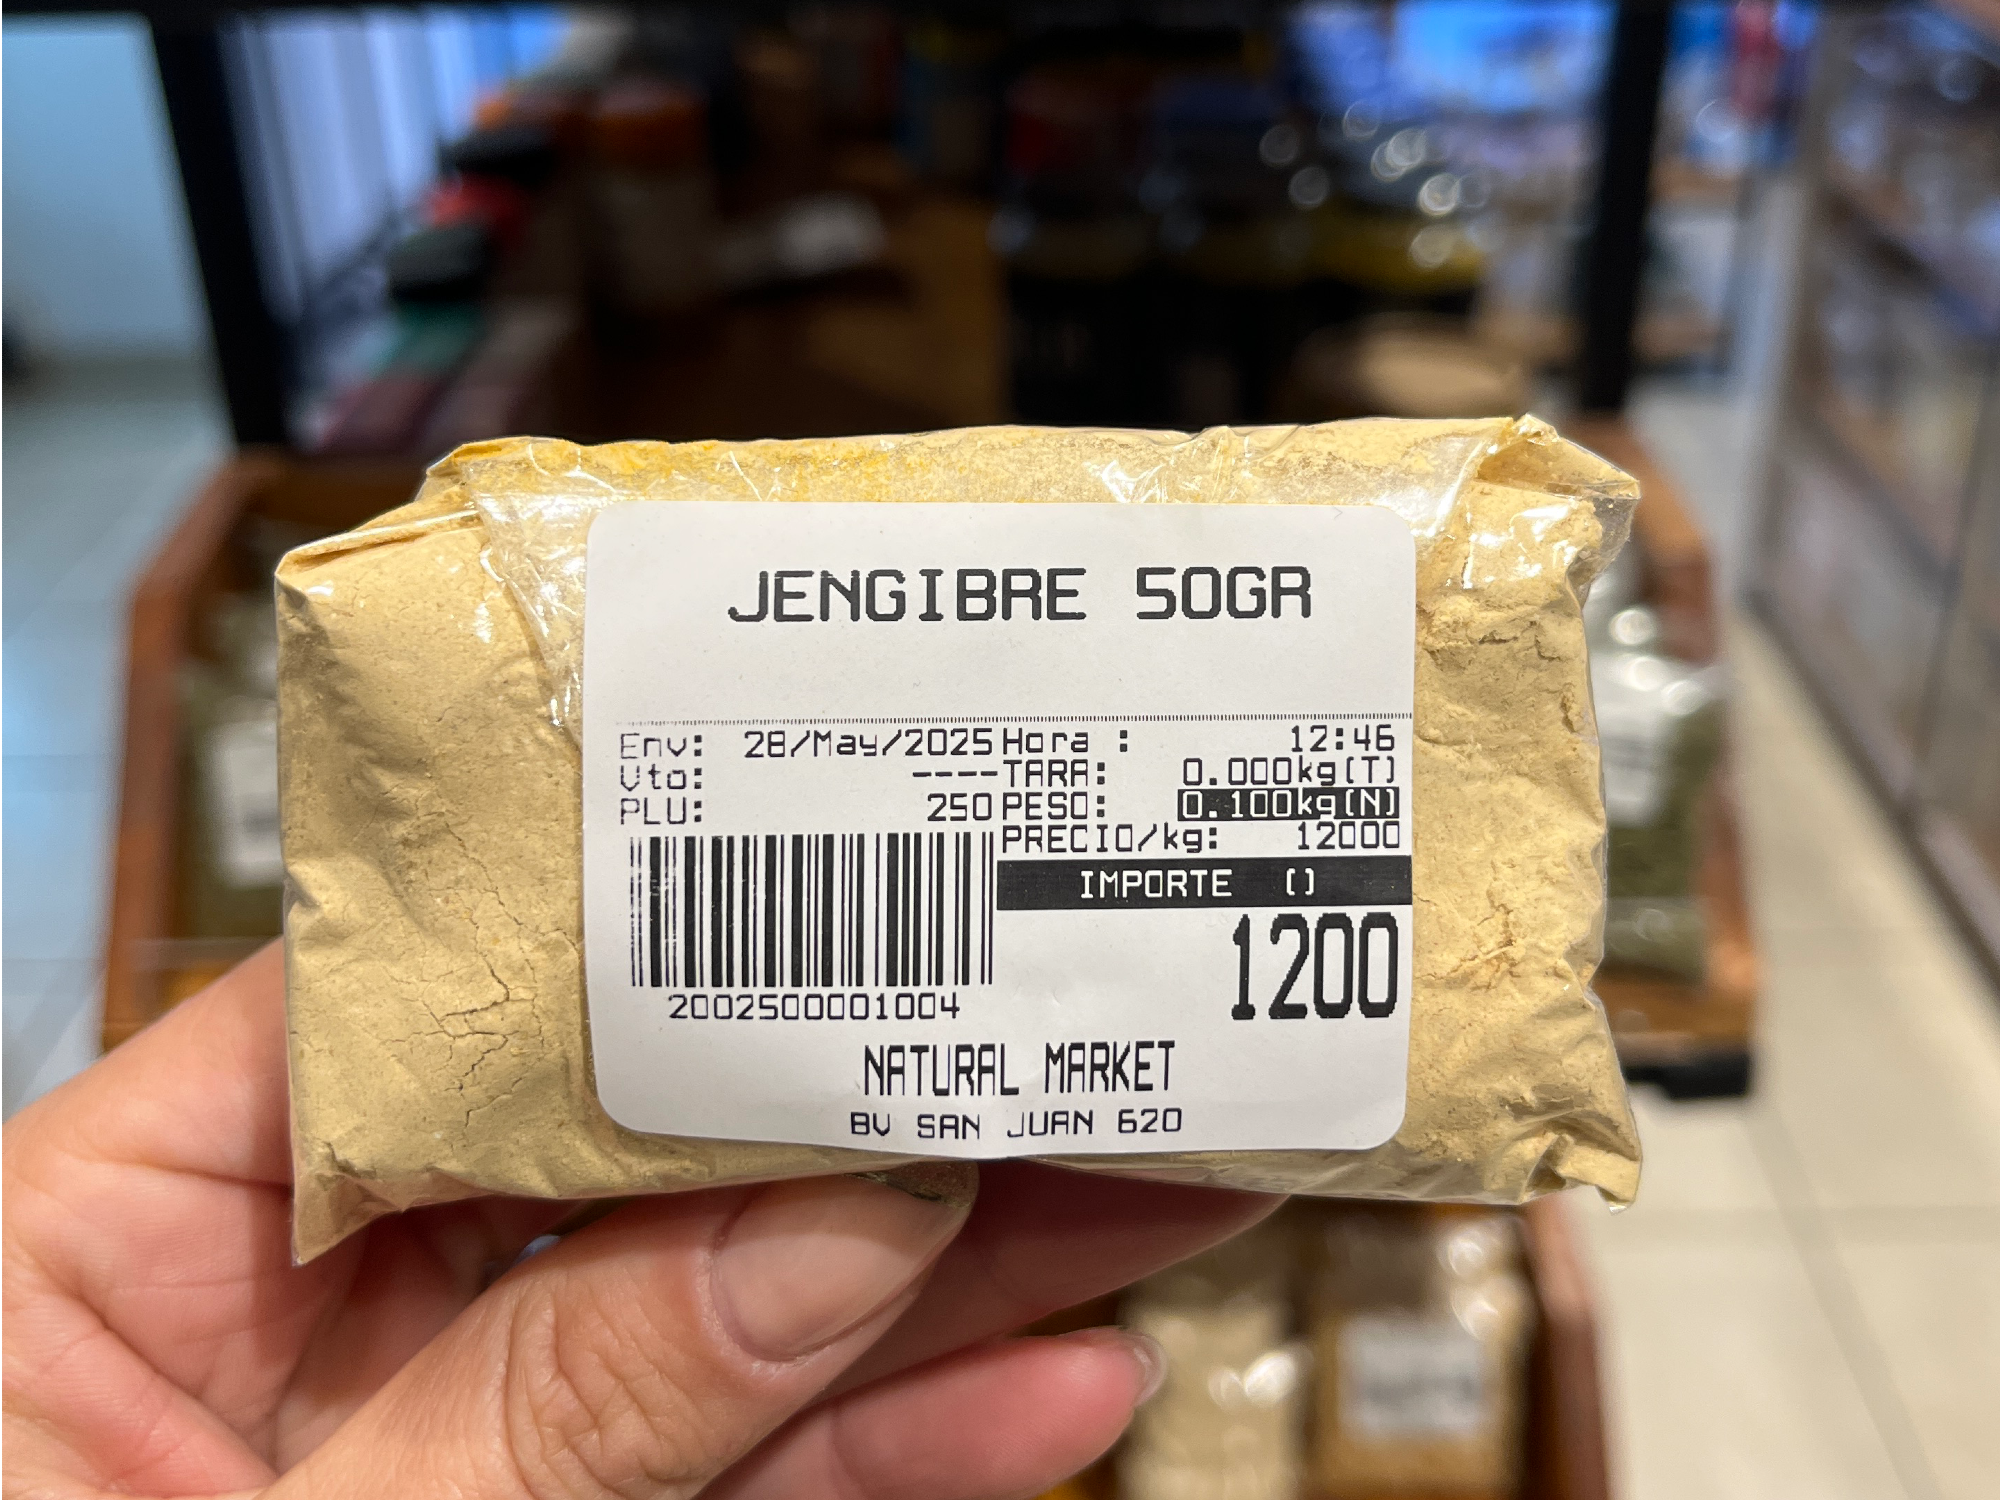 JENGIBRE 50GR
Env: 28/May/2025 Hora : 12:46
Vto: ---- TARA: 0.000kg(T)
PLU: 250 PESO: 0.100kg(N)
PRECIO/kg: 12000
IMPORTE ()
1200
2002500001004
NATURAL MARKET
BV SAN JUAN 620